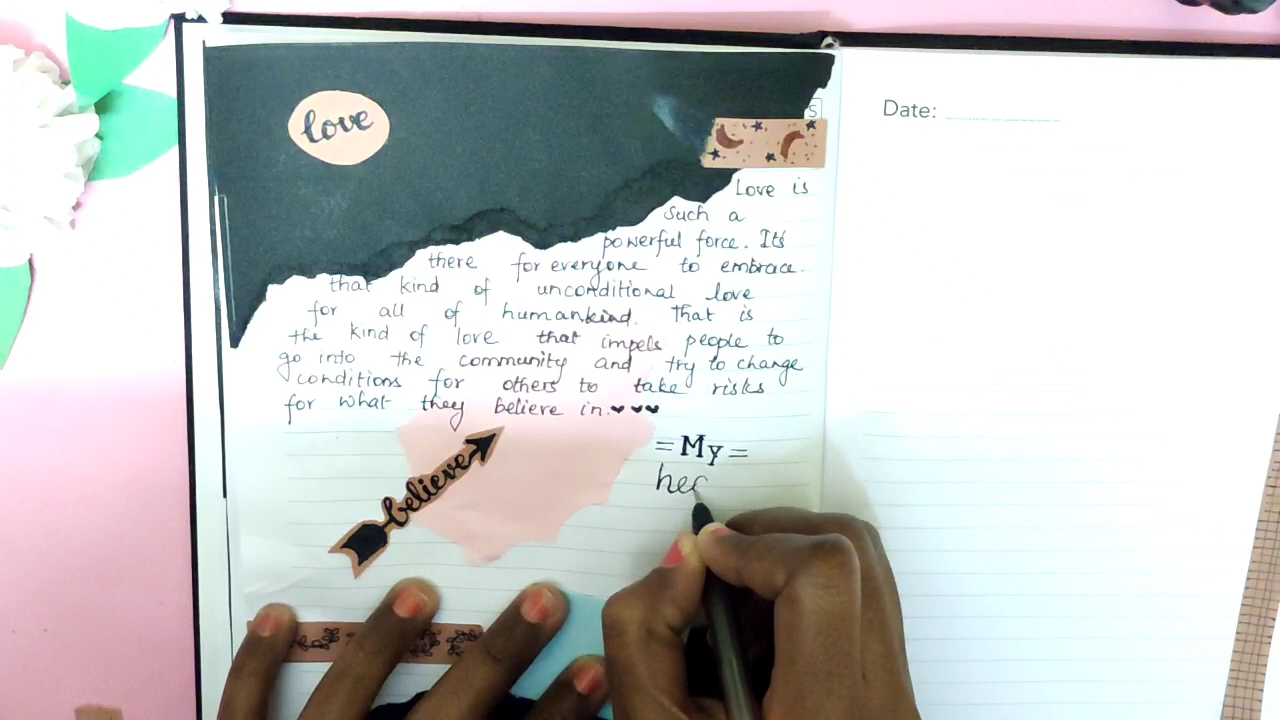 love
S
Date:
Love is
such a
powerful force. It's
there for everyone to embrace.
that kind of unconditional love
for all of humankind. That is
the kind of love that impels people to
go into the community and try to change
conditions for others to take risks
for what they believe in.
believe
=My=
hea